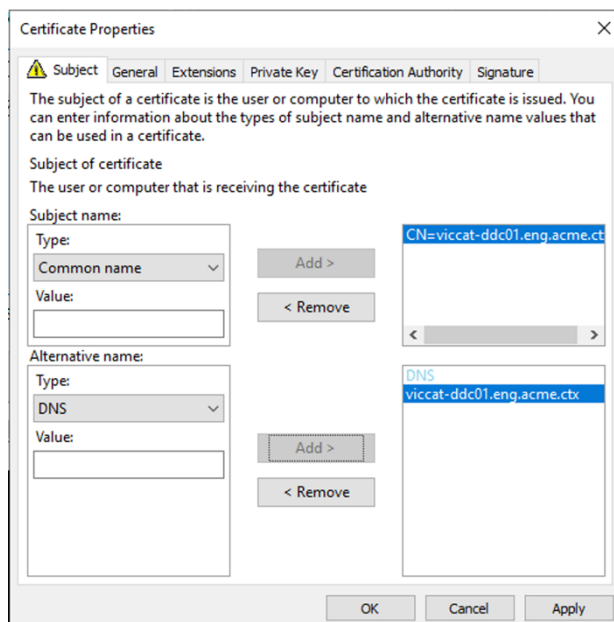 Certificate Properties
Subject General Extensions Private Key Certification Authority Signature
The subject of a certificate is the user or computer to which the certificate is issued. You
can enter information about the types of subject name and alternative name values that
can be used in a certificate.
Subject of certificate
The user or computer that is receiving the certificate
Subject name:
Type:
Common name
Value:
Add >
< Remove
CN=viccat-ddc01.eng.acme.ct
Alternative name:
Type:
DNS
Value:
Add >
< Remove
DNS
viccat-ddc01.eng.acme.ctx
OK Cancel Apply